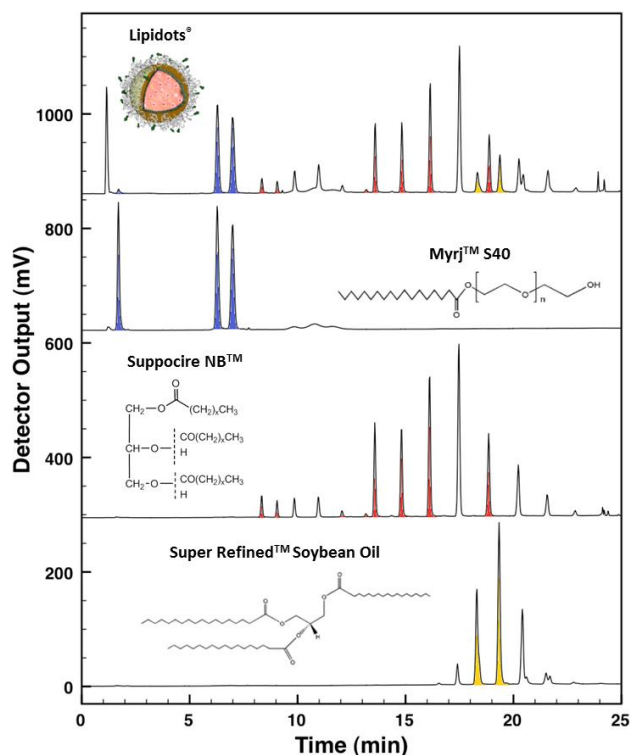 Lipidots®
1000
800
Myrj™ S40
O
OH
O
n
O
O
Detector Output (mV)
600
Suppocire NB™
O
CH2—O
(CH2)xCH3
CO(CH2)xCH3
CH—O
H
400
CO(CH2)xCH3
CH2—O
H
Super Refined™ Soybean Oil
200
O
O
O
O
H
O
O
0
0 5 10 15 20 25
Time (min)